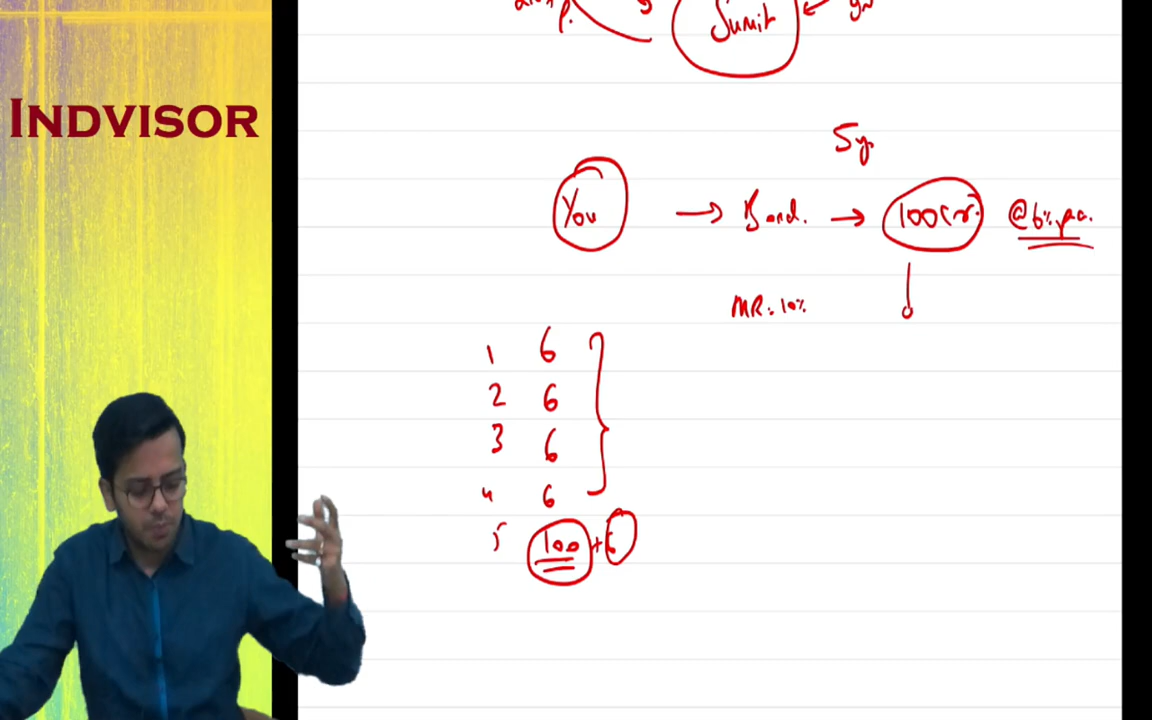 Sumit
INDVISOR
5y.
You → Bond. → 100Cr. @6% p.a.
MR: 10%
1 6
2 6
3 6
4 6
5 100 + 6